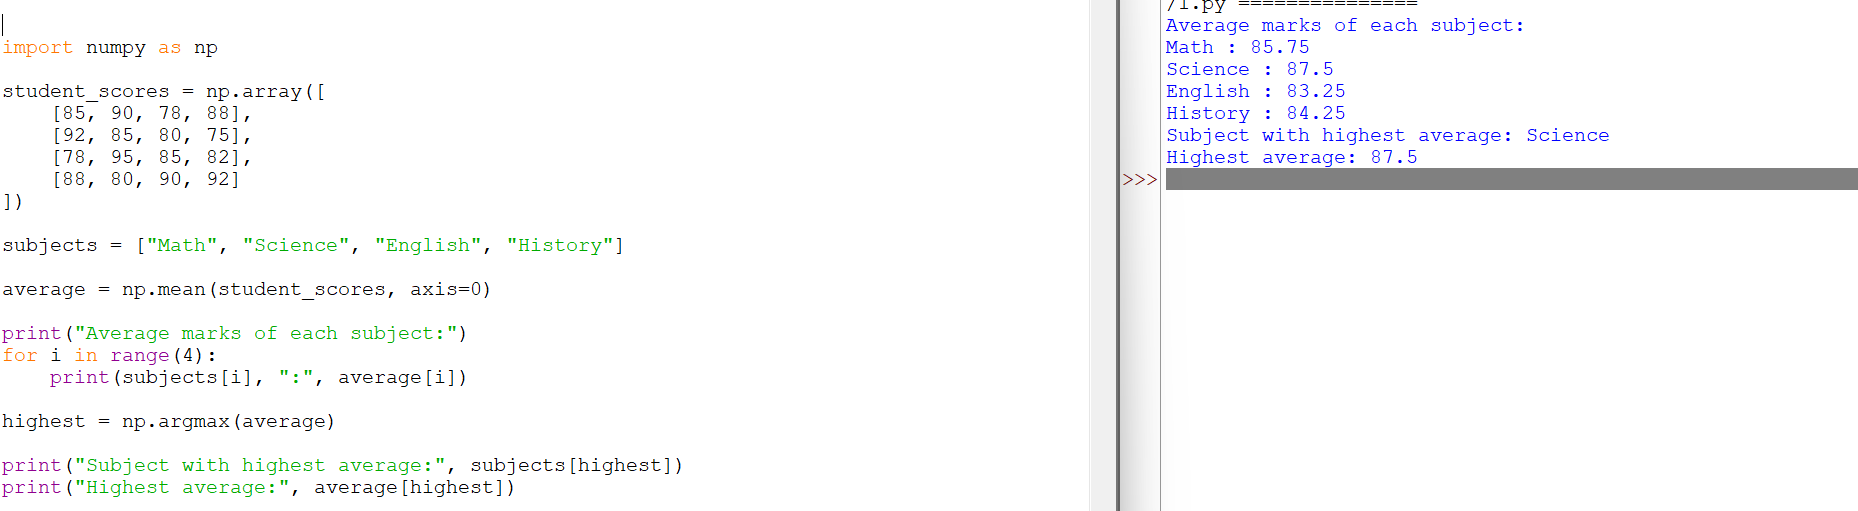 import numpy as np
student_scores = np.array([
    [85, 90, 78, 88],
    [92, 85, 80, 75],
    [78, 95, 85, 82],
    [88, 80, 90, 92]
])
subjects = ["Math", "Science", "English", "History"]
average = np.mean(student_scores, axis=0)
print("Average marks of each subject:")
for i in range(4):
    print(subjects[i], ":", average[i])
highest = np.argmax(average)
print("Subject with highest average:", subjects[highest])
print("Highest average:", average[highest])
/1.py ===============
Average marks of each subject:
Math : 85.75
Science : 87.5
English : 83.25
History : 84.25
Subject with highest average: Science
Highest average: 87.5
>>>